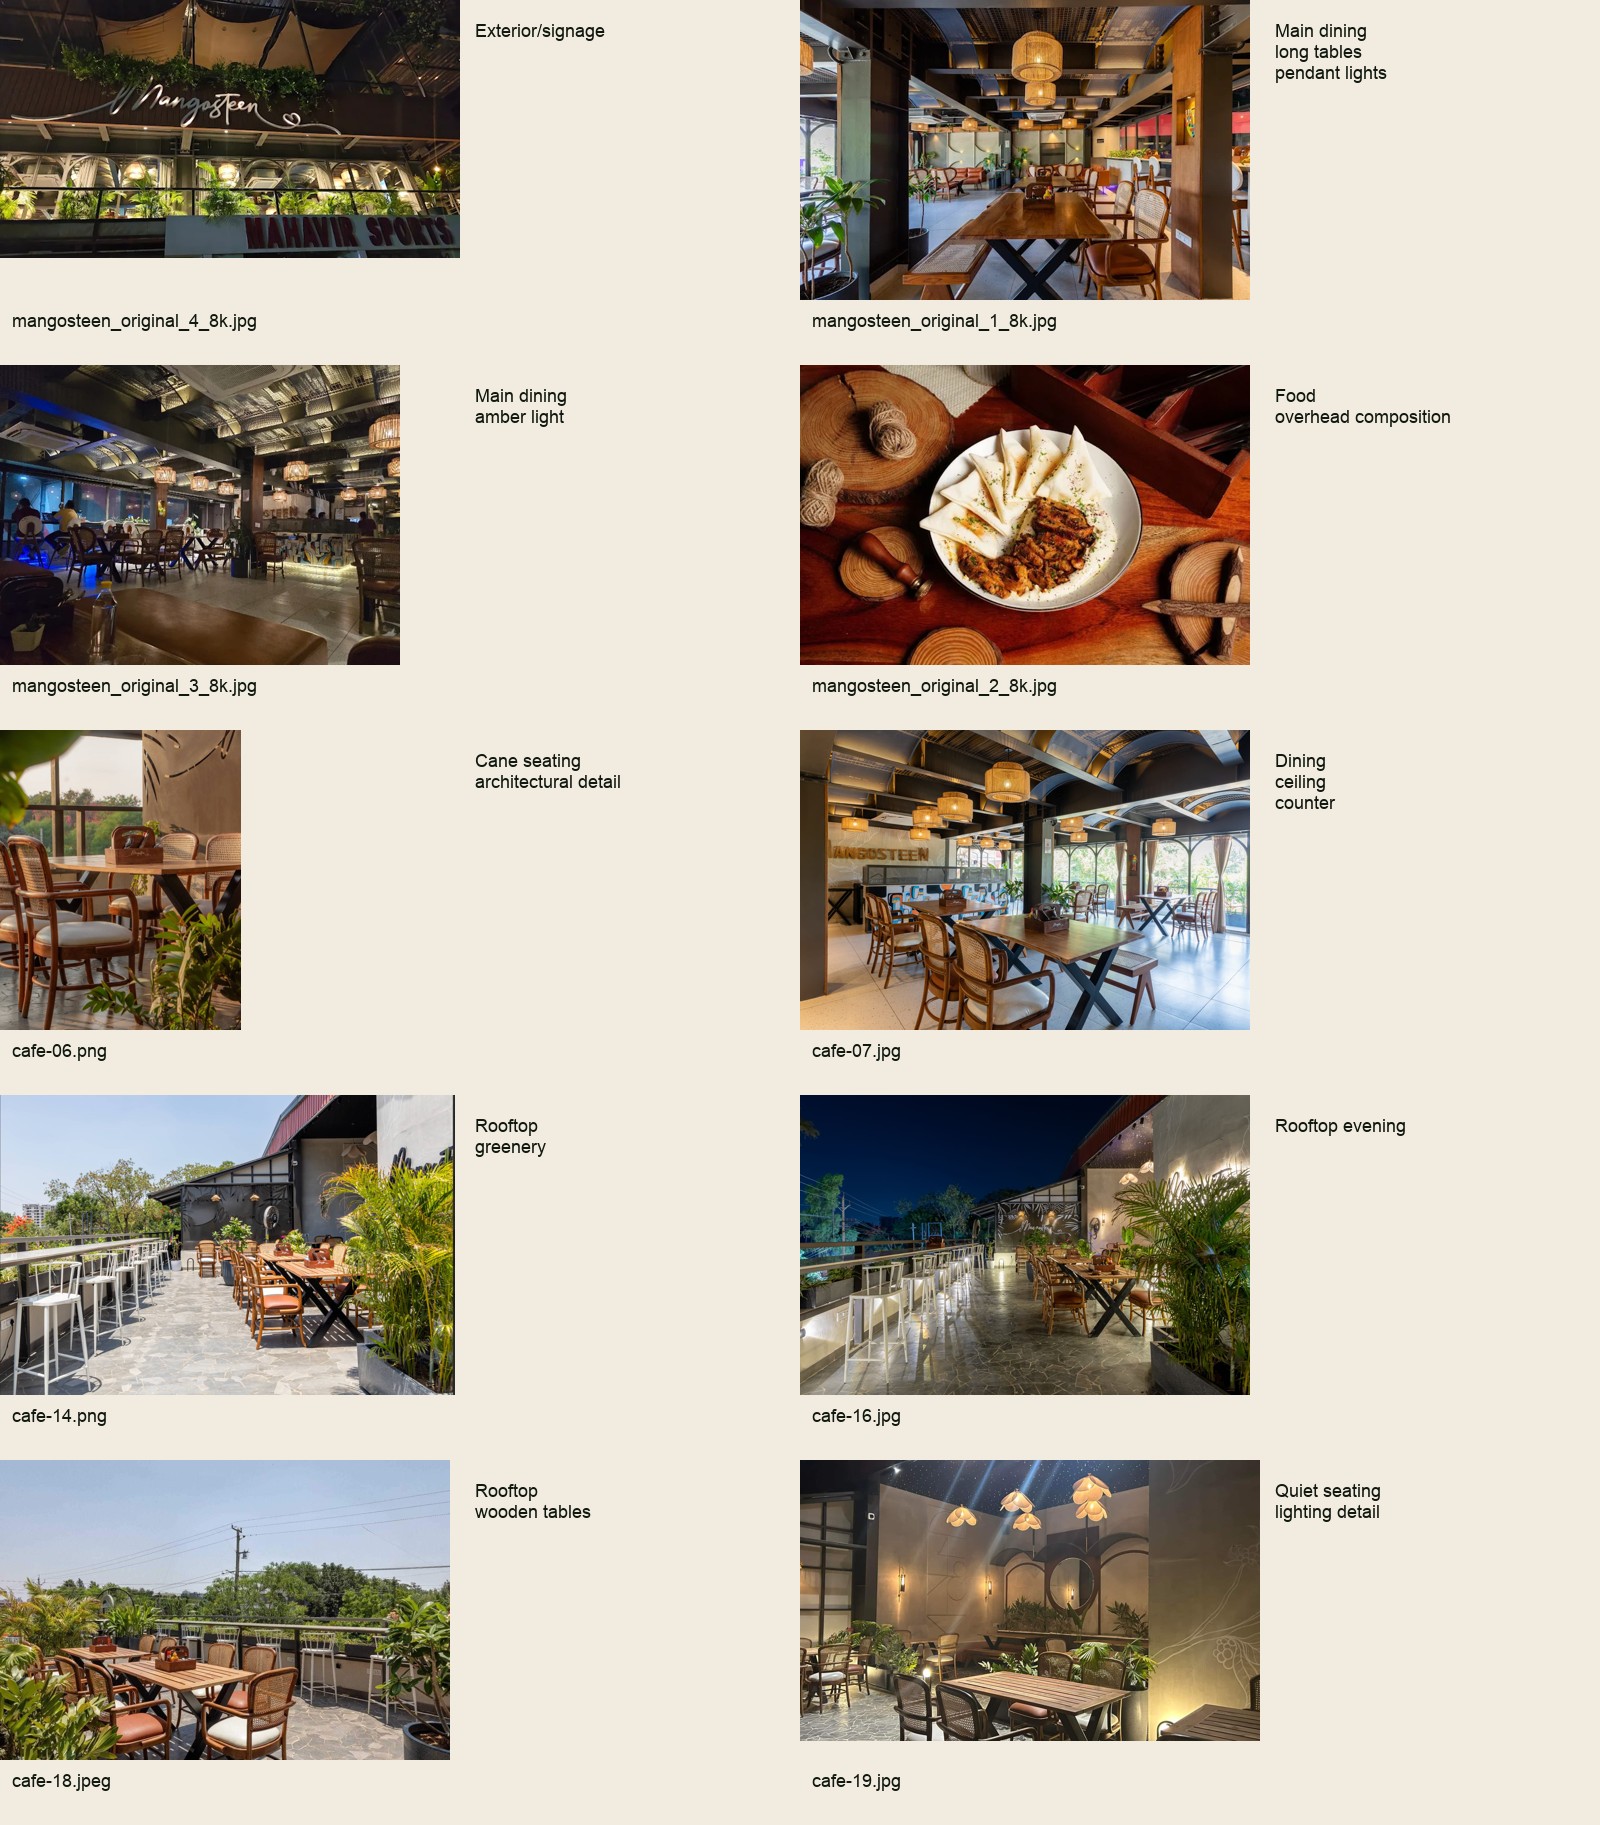 Mangosteen
MAHAVIR SPORTS
Exterior/signage
mangosteen_original_4_8k.jpg
Main dining
long tables
pendant lights
mangosteen_original_1_8k.jpg
Main dining
amber light
mangosteen_original_3_8k.jpg
Food
overhead composition
mangosteen_original_2_8k.jpg
Cane seating
architectural detail
cafe-06.png
MANGOSTEEN
Dining
ceiling
counter
cafe-07.jpg
Rooftop
greenery
cafe-14.png
Rooftop evening
cafe-16.jpg
Rooftop
wooden tables
cafe-18.jpeg
Quiet seating
lighting detail
cafe-19.jpg